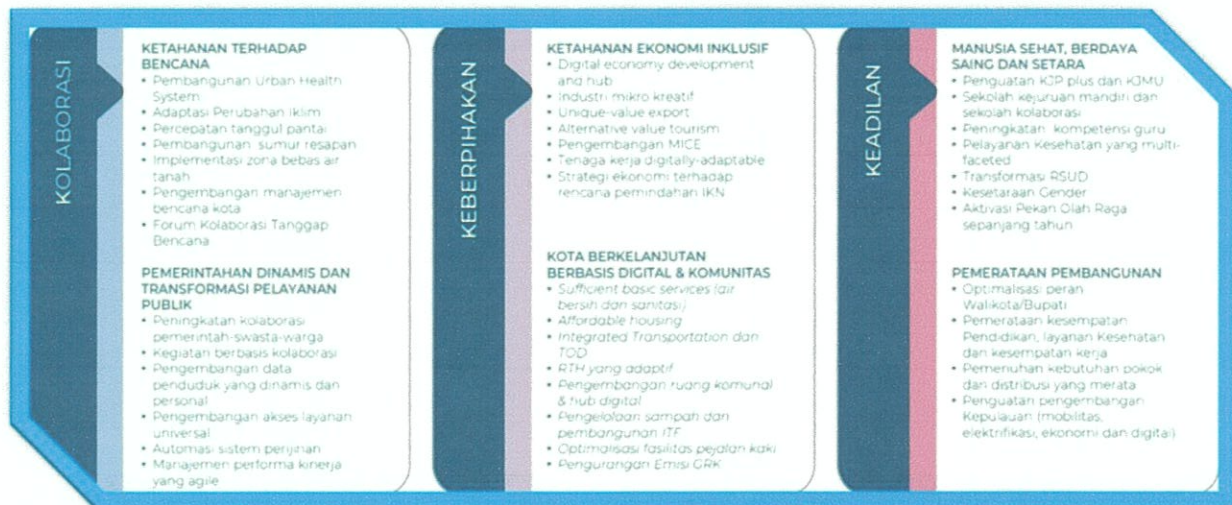 KOLABORASI
KETAHANAN TERHADAP
BENCANA
• Pembangunan Urban Health
System
• Adaptasi Perubahan Iklim
• Percepatan tanggul pantai
• Pembangunan sumur resapan
• Implementasi zona bebas air
tanah
• Pengembangan manajemen
bencana kota
• Forum Kolaborasi Tanggap
Bencana
PEMERINTAHAN DINAMIS DAN
TRANSFORMASI PELAYANAN
PUBLIK
• Peningkatan kolaborasi
pemerintah-swasta-warga
• Kegiatan berbasis kolaborasi
• Pengembangan data
penduduk yang dinamis dan
personal
• Pengembangan akses layanan
universal
• Automasi sistem perijinan
• Manajemen performa kinerja
yang agile
KEBERPIHAKAN
KETAHANAN EKONOMI INKLUSIF
• Digital economy development
and hub
• Industri mikro kreatif
• Unique-value export
• Alternative value tourism
• Pengembangan MICE
• Tenaga kerja digitally-adaptable
• Strategi ekonomi terhadap
rencana pemindahan IKN
KOTA BERKELANJUTAN
BERBASIS DIGITAL & KOMUNITAS
• Sufficient basic services (air
bersih dan sanitasi)
• Affordable housing
• Integrated Transportation dan
TOD
• RTH yang adaptif
• Pengembangan ruang komunal
& hub digital
• Pengelolaan sampah dan
pembangunan ITF
• Optimalisasi fasilitas pejalan kaki
• Pengurangan Emisi GRK
KEADILAN
MANUSIA SEHAT, BERDAYA
SAING DAN SETARA
• Penguatan KJP plus dan KJMU
• Sekolah kejuruan mandiri dan
sekolah kolaborasi
• Peningkatan kompetensi guru
• Pelayanan Kesehatan yang multi-
faceted
• Transformasi RSUD
• Kesetaraan Gender
• Aktivasi Pekan Olah Raga
sepanjang tahun
PEMERATAAN PEMBANGUNAN
• Optimalisasi peran
Walikota/Bupati
• Pemerataan kesempatan
Pendidikan, layanan Kesehatan
dan kesempatan kerja
• Pemenuhan kebutuhan pokok
dan distribusi yang merata
• Penguatan pengembangan
Kepulauan (mobilitas,
elektrifikasi, ekonomi dan digital)